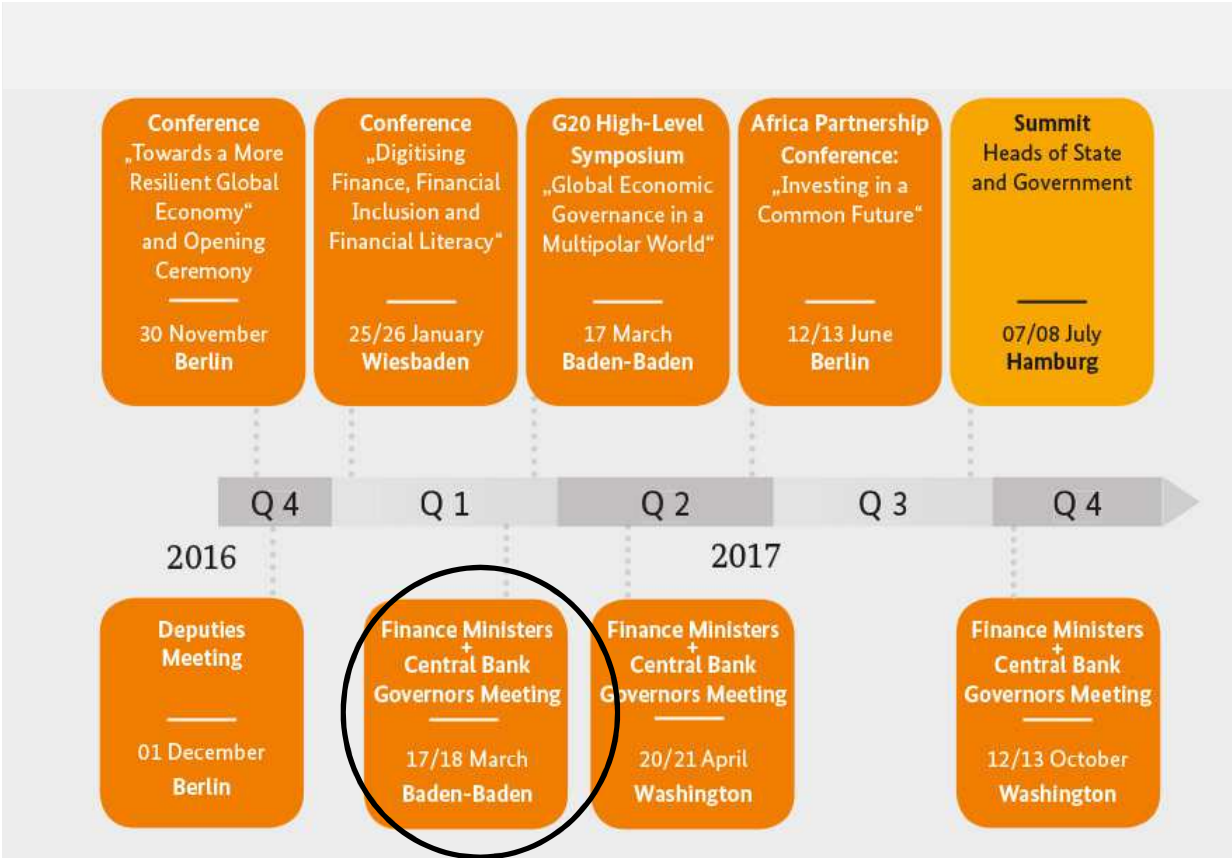 Conference
„Towards a More
Resilient Global
Economy“
and Opening
Ceremony
30 November
Berlin
Conference
„Digitising
Finance, Financial
Inclusion and
Financial Literacy“
25/26 January
Wiesbaden
G20 High-Level
Symposium
„Global Economic
Governance in a
Multipolar World“
17 March
Baden-Baden
Africa Partnership
Conference:
„Investing in a
Common Future“
12/13 June
Berlin
Summit
Heads of State
and Government
07/08 July
Hamburg
Q 4
Q 1
Q 2
Q 3
Q 4
2016
2017
Deputies
Meeting
01 December
Berlin
Finance Ministers
+
Central Bank
Governors Meeting
17/18 March
Baden-Baden
Finance Ministers
+
Central Bank
Governors Meeting
20/21 April
Washington
Finance Ministers
+
Central Bank
Governors Meeting
12/13 October
Washington